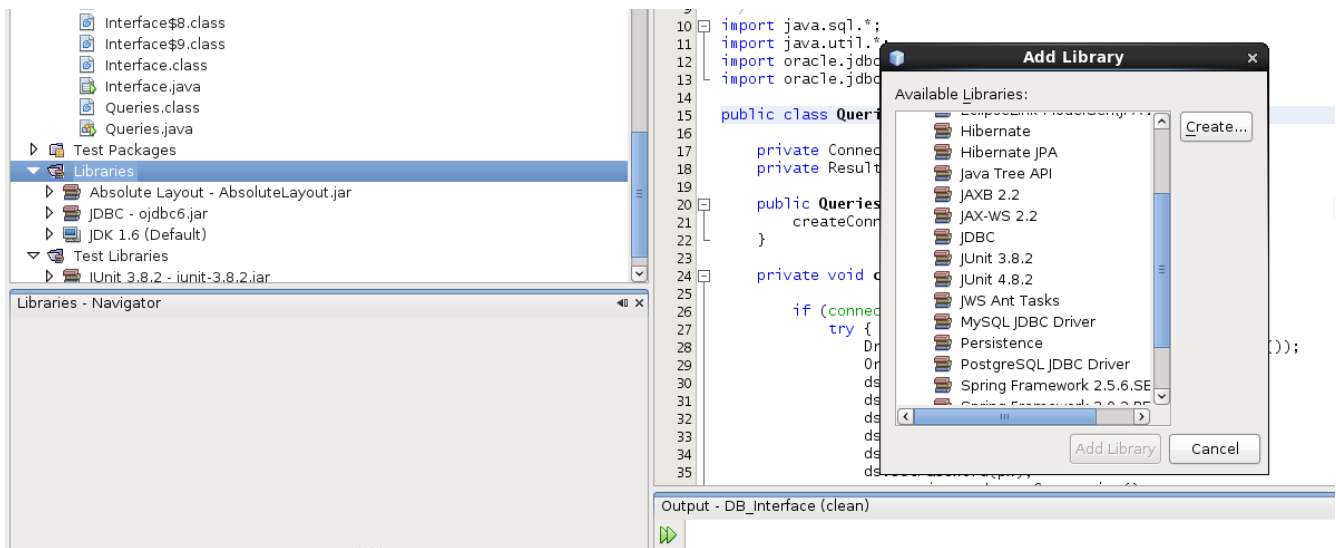 Interface$8.class
Interface$9.class
Interface.class
Interface.java
Queries.class
Queries.java
Test Packages
Libraries
Absolute Layout - AbsoluteLayout.jar
JDBC - ojdbc6.jar
JDK 1.6 (Default)
Test Libraries
JUnit 3.8.2 - junit-3.8.2.jar
Libraries - Navigator
10 import java.sql.*;
11 import java.util.*;
12 import oracle.jdbc
13 import oracle.jdbc
14
15 public class Queri
16
17 private Connec
18 private Result
19
20 public Queries
21 createConn
22 }
23
24 private void c
25
26 if (connec
27 try {
28 Dr ());
29 Or
30 ds
31 ds
32 ds
33 ds
34 ds
35 ds
Output - DB_Interface (clean)
Add Library
Available Libraries:
Hibernate
Hibernate JPA
Java Tree API
JAXB 2.2
JAX-WS 2.2
JDBC
JUnit 3.8.2
JUnit 4.8.2
JWS Ant Tasks
MySQL JDBC Driver
Persistence
PostgreSQL JDBC Driver
Spring Framework 2.5.6.SE
Create...
Add Library
Cancel